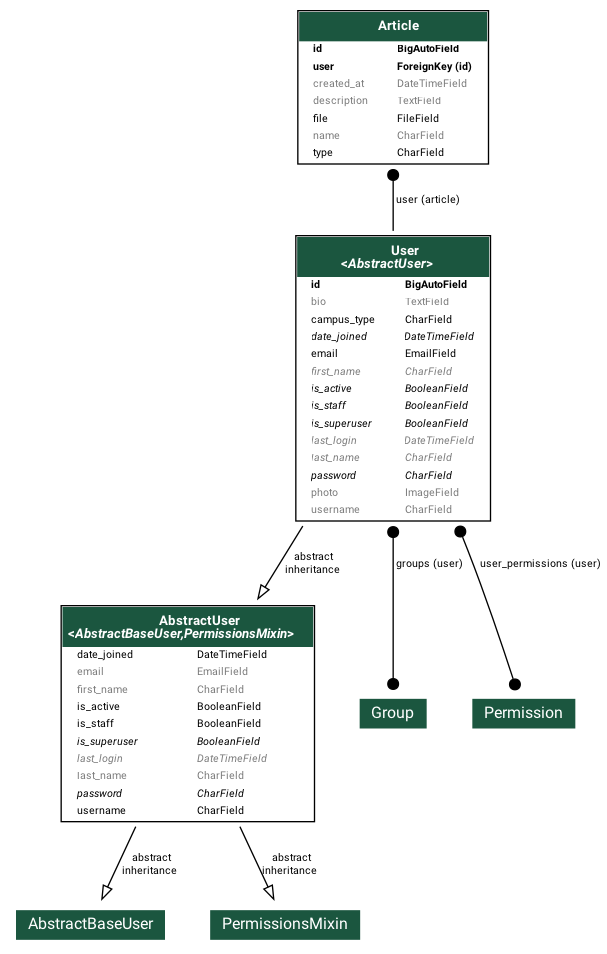 Article
id BigAutoField
user ForeignKey (id)
created_at DateTimeField
description TextField
file FileField
name CharField
type CharField
user (article)
User
<AbstractUser>
id BigAutoField
bio TextField
campus_type CharField
date_joined DateTimeField
email EmailField
first_name CharField
is_active BooleanField
is_staff BooleanField
is_superuser BooleanField
last_login DateTimeField
last_name CharField
password CharField
photo ImageField
username CharField
abstract
inheritance
groups (user)
user_permissions (user)
AbstractUser
<AbstractBaseUser,PermissionsMixin>
date_joined DateTimeField
email EmailField
first_name CharField
is_active BooleanField
is_staff BooleanField
is_superuser BooleanField
last_login DateTimeField
last_name CharField
password CharField
username CharField
Group
Permission
abstract
inheritance
abstract
inheritance
AbstractBaseUser
PermissionsMixin